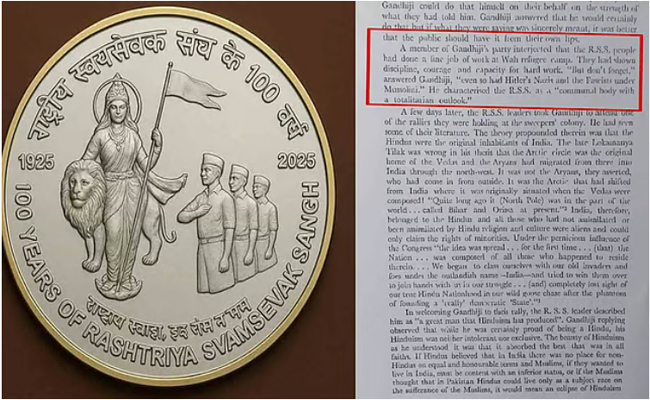 राष्ट्रीय स्वयंसेवक संघ के 100 वर्ष
1925
2025
राष्ट्राय स्वाहा, न मम
100 YEARS OF RASHTRIYA SVAMSEVAK SANGH
Gandhiji could do that himself on their behalf on the strength of
what they had told him. Gandhiji answered that he would certainly
do that but if what they were saying was sincerely meant, it was better
that the public should have it from their own lips.
A member of Gandhiji's party interjected that the R.S.S. people
had done a fine job of work at Wah refugee camp. They had shown
discipline, courage and capacity for hard work. "But don't forget,"
answered Gandhiji, "even so had Hitler's Nazis and the Fascists under
Mussolini." He characterised the R.S.S. as a "communal body with
a totalitarian outlook."
A few days later, the R.S.S. leaders took Gandhiji to attend one
of the rallies they were holding at the sweepers' colony. He had seen
some of their literature. The theory propounded therein was that the
Hindus were the original inhabitants of India. The late Lokamanya
Tilak was wrong in his thesis that the Arctic circle was the original
home of the Vedas and the Aryans had migrated from there into
India through the north-west. It was not the Aryans, they averred,
who had come in from outside. It was the Arctic that had shifted
from India where it was originally situated when the Vedas were
composed! "Quite long ago it (North Pole) was in that part of the
world . . . called Bihar and Orissa at present." India, therefore,
belonged to the Hindus and all those who had not assimilated or
been assimilated by Hindu religion and culture were aliens and could
only claim the rights of minorities. Under the pernicious influence of
the Congress "the idea was spread . . . for the first time . . . (that) the
Nation . . . was composed of all those who happened to reside
therein. . . . We began to class ourselves with our old invaders and
foes under the outlandish name—India—and tried to win them over
to join hands with us in our struggle . . . (and) completely lost sight of
our true Hindu Nationhood in our wild goose chase after the phantom
of founding a 'really' democratic 'State'."
In welcoming Gandhiji to their rally, the R. S. S. leader described
him as "a great man that Hinduism has produced". Gandhiji replying
observed that while he was certainly proud of being a Hindu, his
Hinduism was neither intolerant nor exclusive. The beauty of Hinduism
as he understood it was that it absorbed the best that was in all
faiths. If Hindus believed that in India there was no place for non-
Hindus on equal and honourable terms and Muslims, if they wanted to
live in India, must be content with an inferior status, or if the Muslims
thought that in Pakistan Hindus could live only as a subject race on
the sufferance of the Muslims, it would mean an eclipse of Hinduism